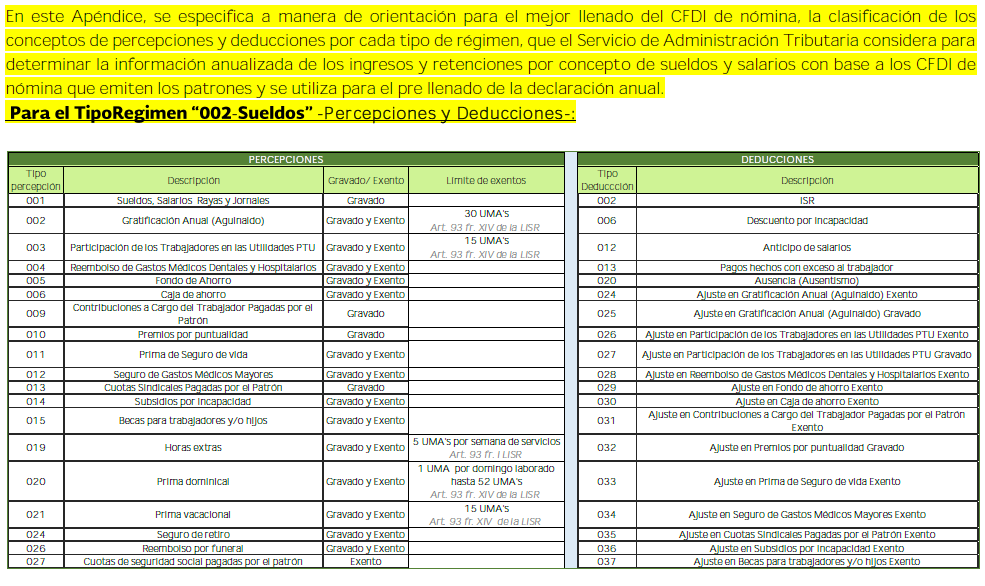 En este Apéndice, se especifica a manera de orientación para el mejor llenado del CFDI de nómina, la clasificación de los
conceptos de percepciones y deducciones por cada tipo de régimen, que el Servicio de Administración Tributaria considera para
determinar la información anualizada de los ingresos y retenciones por concepto de sueldos y salarios con base a los CFDI de
nómina que emiten los patrones y se utiliza para el pre llenado de la declaración anual.
Para el TipoRegimen “002-Sueldos” -Percepciones y Deducciones-:
PERCEPCIONES
Tipo percepción Descripción Gravado/ Exento Limite de exentos
001 Sueldos, Salarios Rayas y Jornales Gravado
002 Gratificación Anual (Aguinaldo) Gravado y Exento 30 UMA's
Art. 93 fr. XIV de la LISR
003 Participación de los Trabajadores en las Utilidades PTU Gravado y Exento 15 UMA's
Art. 93 fr. XIV de la LISR
004 Reembolso de Gastos Médicos Dentales y Hospitalarios Gravado y Exento
005 Fondo de Ahorro Gravado y Exento
006 Caja de ahorro Gravado y Exento
009 Contribuciones a Cargo del Trabajador Pagadas por el
Patrón Gravado
010 Premios por puntualidad Gravado
011 Prima de Seguro de vida Gravado y Exento
012 Seguro de Gastos Médicos Mayores Gravado y Exento
013 Cuotas Sindicales Pagadas por el Patrón Gravado
014 Subsidios por incapacidad Gravado y Exento
015 Becas para trabajadores y/o hijos Gravado y Exento
019 Horas extras Gravado y Exento 5 UMA's por semana de servicios
Art. 93 fr. I LISR
020 Prima dominical Gravado y Exento 1 UMA por domingo laborado
hasta 52 UMA's
Art. 93 fr. XIV de la LISR
021 Prima vacacional Gravado y Exento 15 UMA's
Art. 93 fr. XIV de la LISR
024 Seguro de retiro Gravado y Exento
026 Reembolso por funeral Gravado y Exento
027 Cuotas de seguridad social pagadas por el patrón Exento
DEDUCCIONES
Tipo Deduccción Descripción
002 ISR
006 Descuento por incapacidad
012 Anticipo de salarios
013 Pagos hechos con exceso al trabajador
020 Ausencia (Ausentismo)
024 Ajuste en Gratificación Anual (Aguinaldo) Exento
025 Ajuste en Gratificación Anual (Aguinaldo) Gravado
026 Ajuste en Participación de los Trabajadores en las Utilidades PTU Exento
027 Ajuste en Participación de los Trabajadores en las Utilidades PTU Gravado
028 Ajuste en Reembolso de Gastos Médicos Dentales y Hospitalarios Exento
029 Ajuste en Fondo de ahorro Exento
030 Ajuste en Caja de ahorro Exento
031 Ajuste en Contribuciones a Cargo del Trabajador Pagadas por el Patrón
Exento
032 Ajuste en Premios por puntualidad Gravado
033 Ajuste en Prima de Seguro de vida Exento
034 Ajuste en Seguro de Gastos Médicos Mayores Exento
035 Ajuste en Cuotas Sindicales Pagadas por el Patrón Exento
036 Ajuste en Subsidios por incapacidad Exento
037 Ajuste en Becas para trabajadores y/o hijos Exento